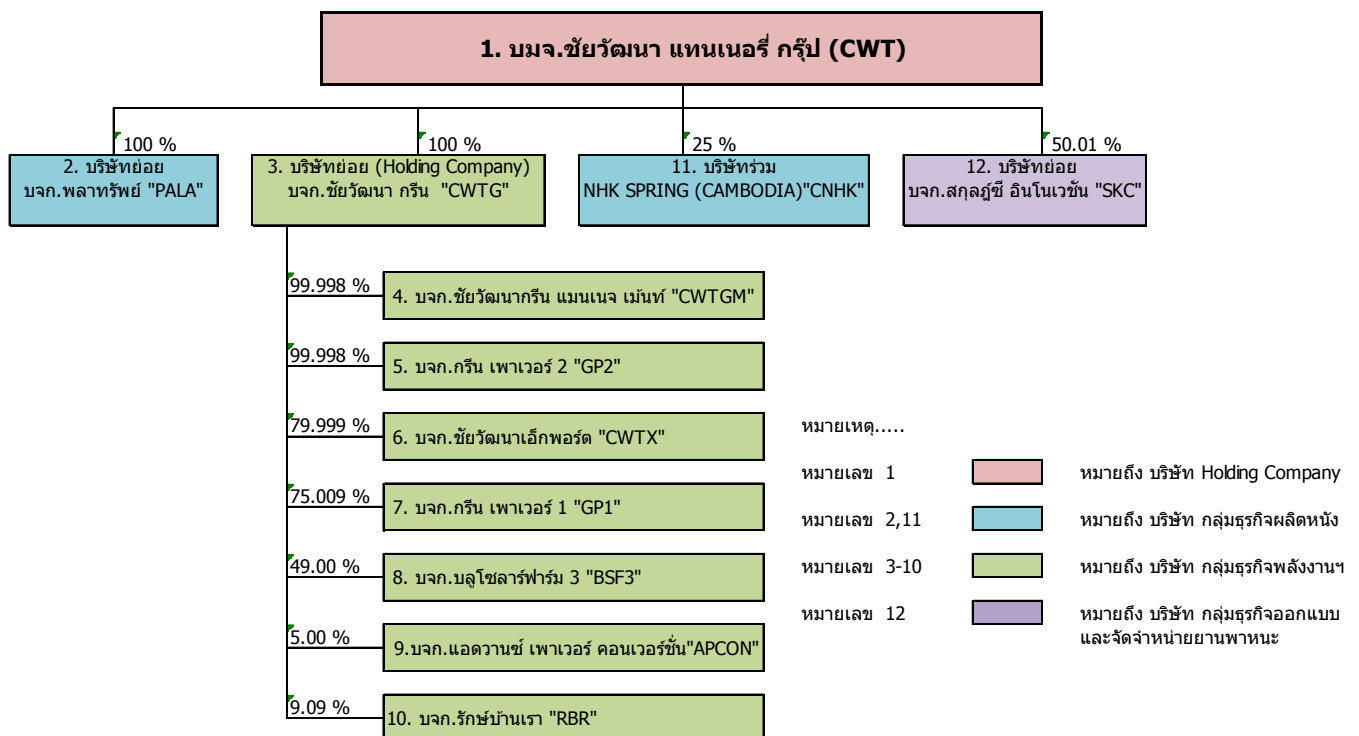 1. บมจ.ชัยวัฒนา แทนเนอรี่ กรุ๊ป (CWT)
100 %
100 %
25 %
50.01 %
2. บริษัทย่อย
บจก.พลาทรัพย์ "PALA"
3. บริษัทย่อย (Holding Company)
บจก.ชัยวัฒนา กรีน "CWTG"
11. บริษัทร่วม
NHK SPRING (CAMBODIA)"CNHK"
12. บริษัทย่อย
บจก.สกุลฎ์ซี อินโนเวชัน "SKC"
99.998 %
4. บจก.ชัยวัฒนากรีน แมนเนจ เม้นท์ "CWTGM"
99.998 %
5. บจก.กรีน เพาเวอร์ 2 "GP2"
79.999 %
6. บจก.ชัยวัฒนาเอ็กพอร์ต "CWTX"
75.009 %
7. บจก.กรีน เพาเวอร์ 1 "GP1"
49.00 %
8. บจก.บลูโซลาร์ฟาร์ม 3 "BSF3"
5.00 %
9.บจก.แอดวานซ์ เพาเวอร์ คอนเวอร์ชั่น"APCON"
9.09 %
10. บจก.รักษ์บ้านเรา "RBR"
หมายเหตุ.....
หมายเลข 1 หมายถึง บริษัท Holding Company
หมายเลข 2,11 หมายถึง บริษัท กลุ่มธุรกิจผลิตหนัง
หมายเลข 3-10 หมายถึง บริษัท กลุ่มธุรกิจพลังงานฯ
หมายเลข 12 หมายถึง บริษัท กลุ่มธุรกิจออกแบบ
และจัดจำหน่ายยานพาหนะ